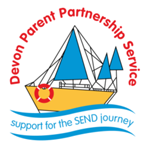 Devon Parent Partnership Service
support for the SEND journey